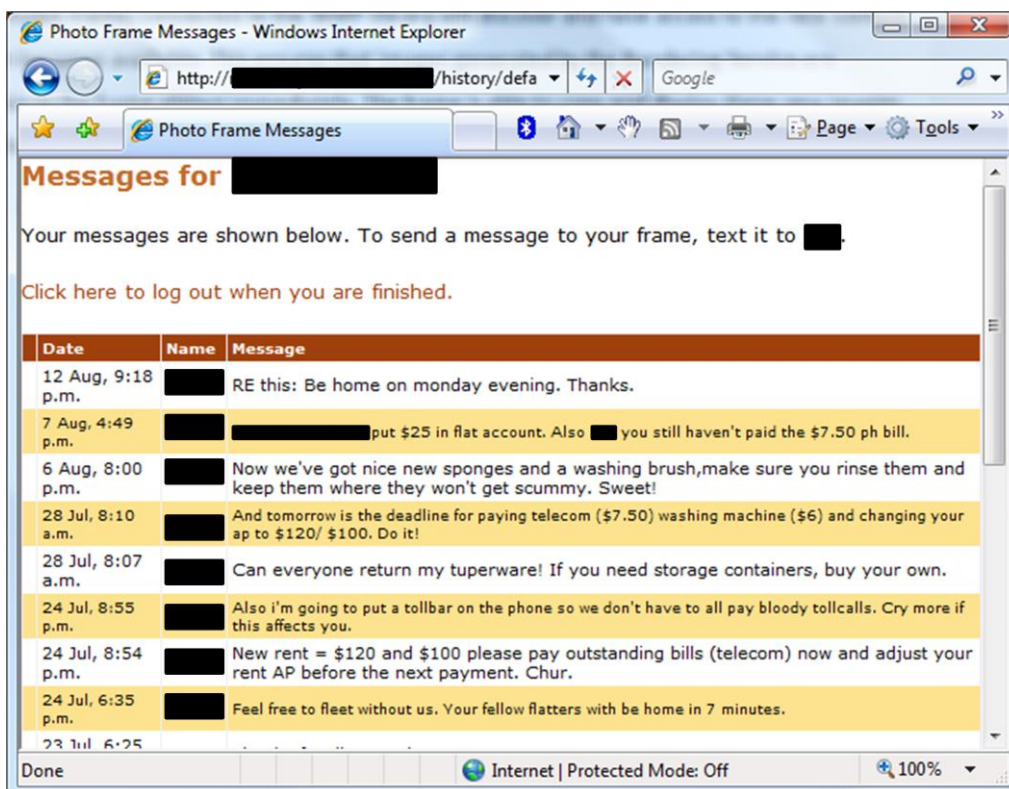 Photo Frame Messages - Windows Internet Explorer
http:// /history/defa
Google
Photo Frame Messages
Page
Tools
Messages for
Your messages are shown below. To send a message to your frame, text it to .
Click here to log out when you are finished.
Date Name Message
12 Aug, 9:18
p.m.
RE this: Be home on monday evening. Thanks.
7 Aug, 4:49
p.m.
put $25 in flat account. Also you still haven't paid the $7.50 ph bill.
6 Aug, 8:00
p.m.
Now we've got nice new sponges and a washing brush,make sure you rinse them and
keep them where they won't get scummy. Sweet!
28 Jul, 8:10
a.m.
And tomorrow is the deadline for paying telecom ($7.50) washing machine ($6) and changing your
ap to $120/ $100. Do it!
28 Jul, 8:07
a.m.
Can everyone return my tuperware! If you need storage containers, buy your own.
24 Jul, 8:55
p.m.
Also i'm going to put a tollbar on the phone so we don't have to all pay bloody tollcalls. Cry more if
this affects you.
24 Jul, 8:54
p.m.
New rent = $120 and $100 please pay outstanding bills (telecom) now and adjust your
rent AP before the next payment. Chur.
24 Jul, 6:35
p.m.
Feel free to fleet without us. Your fellow flatters with be home in 7 minutes.
23 Jul, 6:25
Done
Internet | Protected Mode: Off
100%